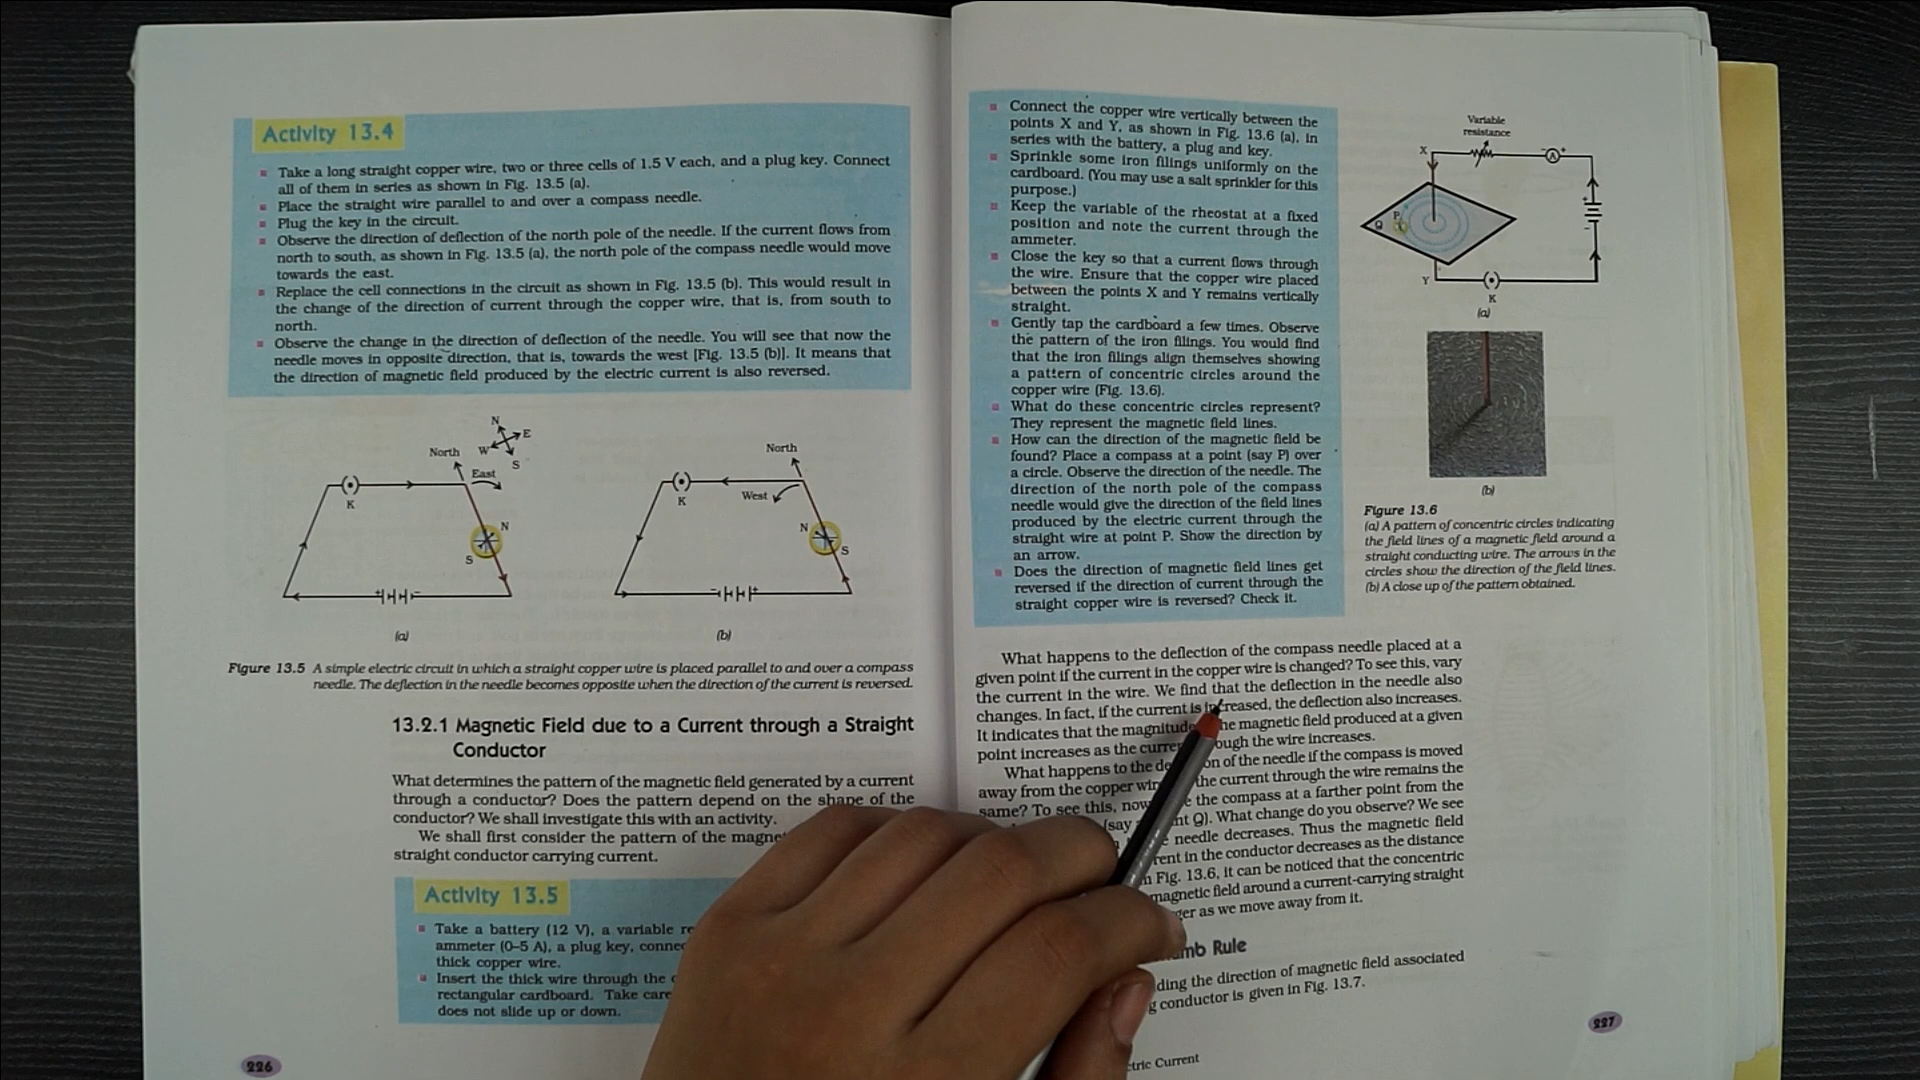 Activity 13.4
Take a long straight copper wire, two or three cells of 1.5 V each, and a plug key. Connect
all of them in series as shown in Fig. 13.5 (a).
Place the straight wire parallel to and over a compass needle.
Plug the key in the circuit.
Observe the direction of deflection of the north pole of the needle. If the current flows from
north to south, as shown in Fig. 13.5 (a), the north pole of the compass needle would move
towards the east.
Replace the cell connections in the circuit as shown in Fig. 13.5 (b). This would result in
the change of the direction of current through the copper wire, that is, from south to
north.
Observe the change in the direction of deflection of the needle. You will see that now the
needle moves in opposite direction, that is, towards the west [Fig. 13.5 (b)]. It means that
the direction of magnetic field produced by the electric current is also reversed.
N
E
W
S
North
East
K
N
S
(a)
North
West
K
N
S
(b)
Figure 13.5 A simple electric circuit in which a straight copper wire is placed parallel to and over a compass
needle. The deflection in the needle becomes opposite when the direction of the current is reversed.
13.2.1 Magnetic Field due to a Current through a Straight
Conductor
What determines the pattern of the magnetic field generated by a current
through a conductor? Does the pattern depend on the shape of the
conductor? We shall investigate this with an activity.
We shall first consider the pattern of the
straight conductor carrying current.
Activity 13.5
Take a battery (12 V), a variable
ammeter (0–5 A), a plug key,
thick copper wire.
Insert the thick wire through the
rectangular cardboard. Take care
does not slide up or down.
226
Connect the copper wire vertically between the
points X and Y, as shown in Fig. 13.6 (a), in
series with the battery, a plug and key.
Sprinkle some iron filings uniformly on the
cardboard. (You may use a salt sprinkler for this
purpose.)
Keep the variable of the rheostat at a fixed
position and note the current through the
ammeter.
Close the key so that a current flows through
the wire. Ensure that the copper wire placed
between the points X and Y remains vertically
straight.
Gently tap the cardboard a few times. Observe
the pattern of the iron filings. You would find
that the iron filings align themselves showing
a pattern of concentric circles around the
copper wire (Fig. 13.6).
What do these concentric circles represent?
They represent the magnetic field lines.
How can the direction of the magnetic field be
found? Place a compass at a point (say P) over
a circle. Observe the direction of the needle. The
direction of the north pole of the compass
needle would give the direction of the field lines
produced by the electric current through the
straight wire at point P. Show the direction by
an arrow.
Does the direction of magnetic field lines get
reversed if the direction of current through the
straight copper wire is reversed? Check it.
Variable
resistance
X
A
P
Q
Y
K
(a)
(b)
Figure 13.6
(a) A pattern of concentric circles indicating
the field lines of a magnetic field around a
straight conducting wire. The arrows in the
circles show the direction of the field lines.
(b) A close up of the pattern obtained.
What happens to the deflection of the compass needle placed at a
given point if the current in the copper wire is changed? To see this, vary
the current in the wire. We find that the deflection in the needle also
changes. In fact, if the current is increased, the deflection also increases.
It indicates that the magnitude the magnetic field produced at a given
point increases as the through the wire increases.
What happens to the of the needle if the compass is moved
away from the copper the current through the wire remains the
same? To see this, now the compass at a farther point from the
(say Q). What change do you observe? We see
needle decreases. Thus the magnetic field
in the conductor decreases as the distance
Fig. 13.6, it can be noticed that the concentric
magnetic field around a current-carrying straight
as we move away from it.
Rule
the direction of magnetic field associated
conductor is given in Fig. 13.7.
Current
227